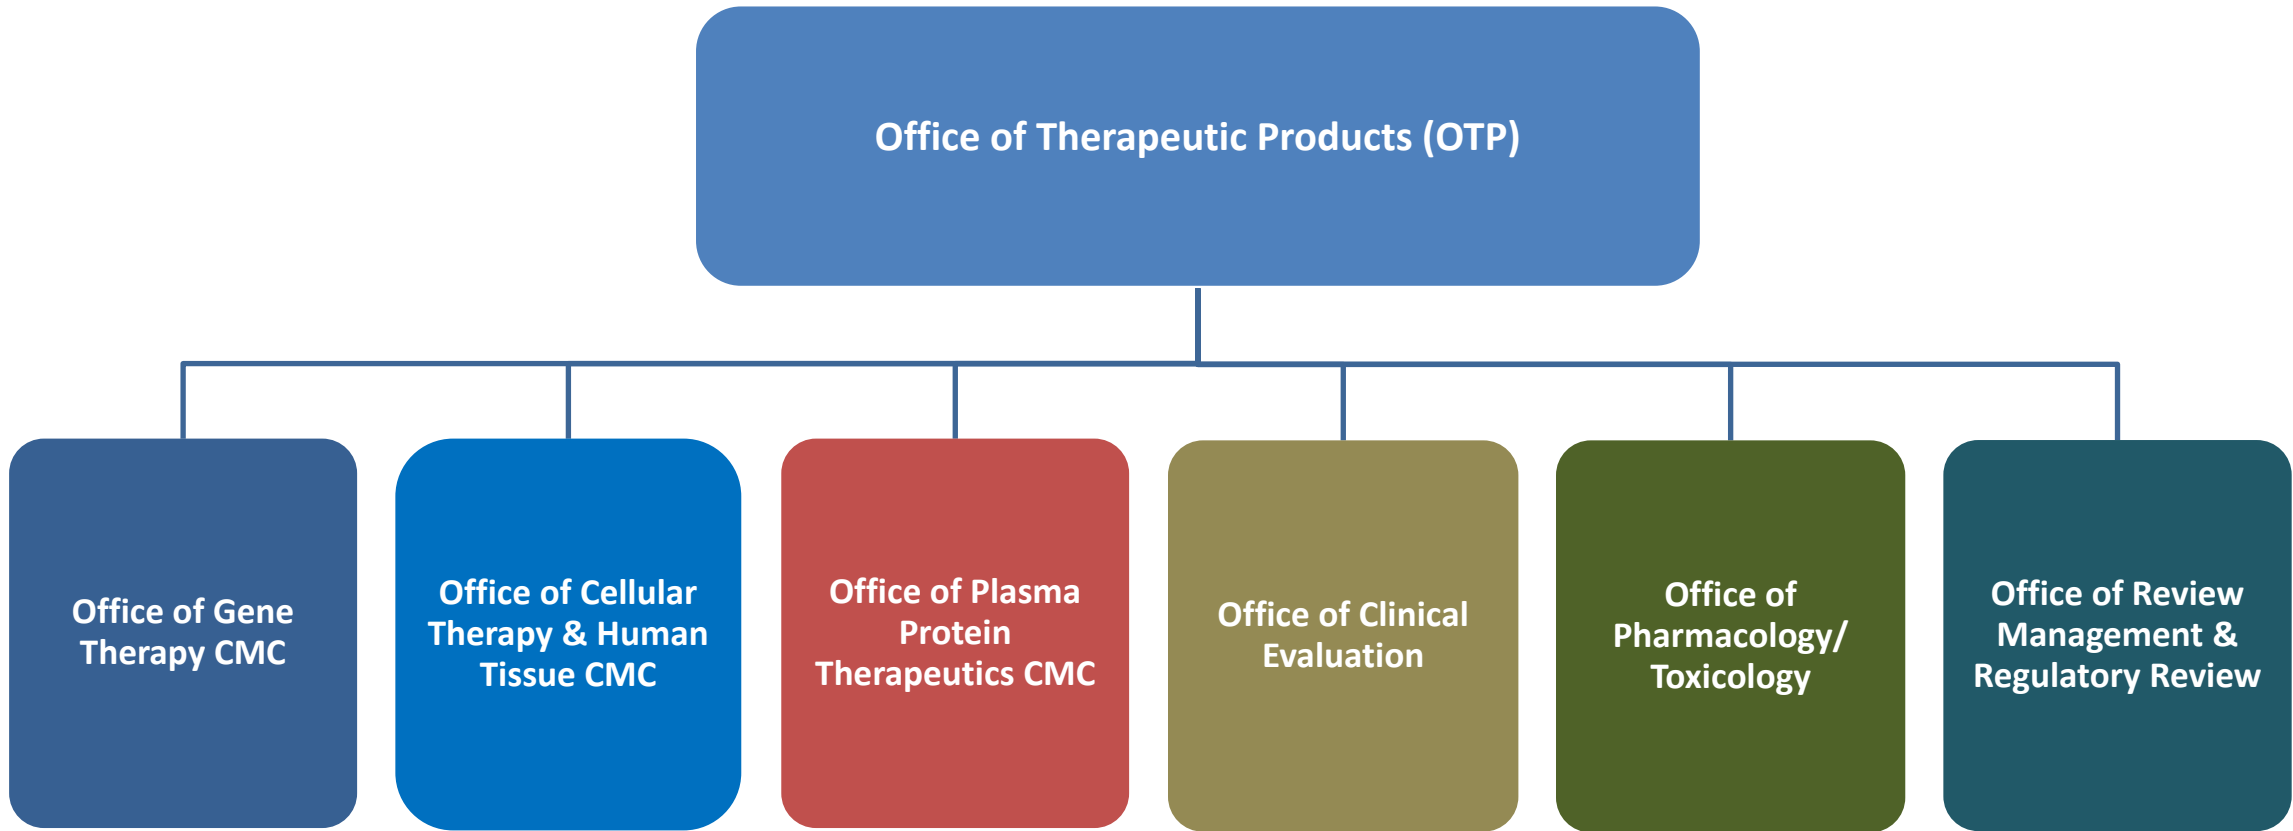 Office of Therapeutic Products (OTP)
Office of Gene
Therapy CMC
Office of Cellular
Therapy & Human
Tissue CMC
Office of Plasma
Protein
Therapeutics CMC
Office of Clinical
Evaluation
Office of
Pharmacology/
Toxicology
Office of Review
Management &
Regulatory Review